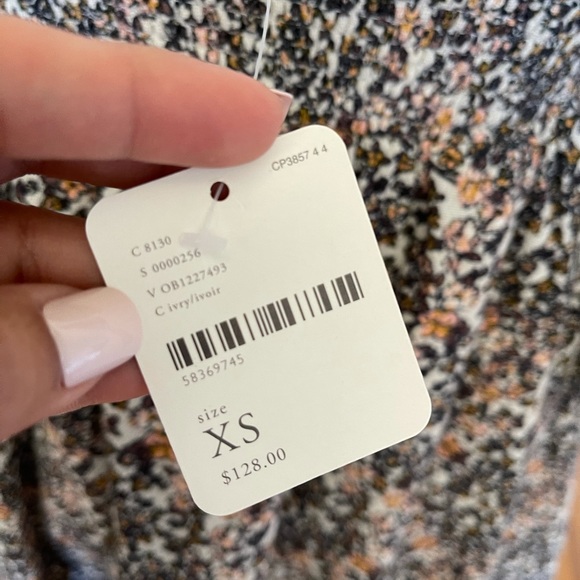 CP3857 4 4
C 8130
S 0000256
V OB1227493
C ivry/ivoir
58369745
size
XS
$128.00